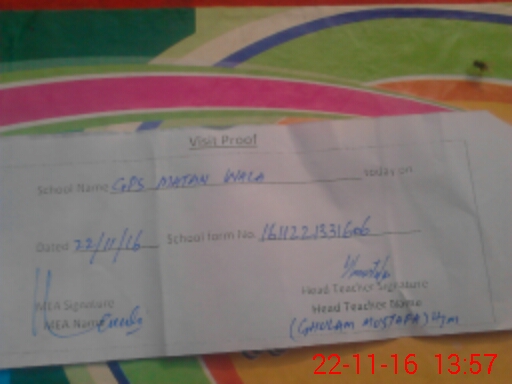 Visit Proof
School Name GPS MATAN WALA today on
Dated 22/11/16 School form No. 1611221331606
Head Teacher Signature
MEA Signature
Head Teacher Name
MEA Name
(GHULAM MUSTAFA) H/M
22-11-16 13:57